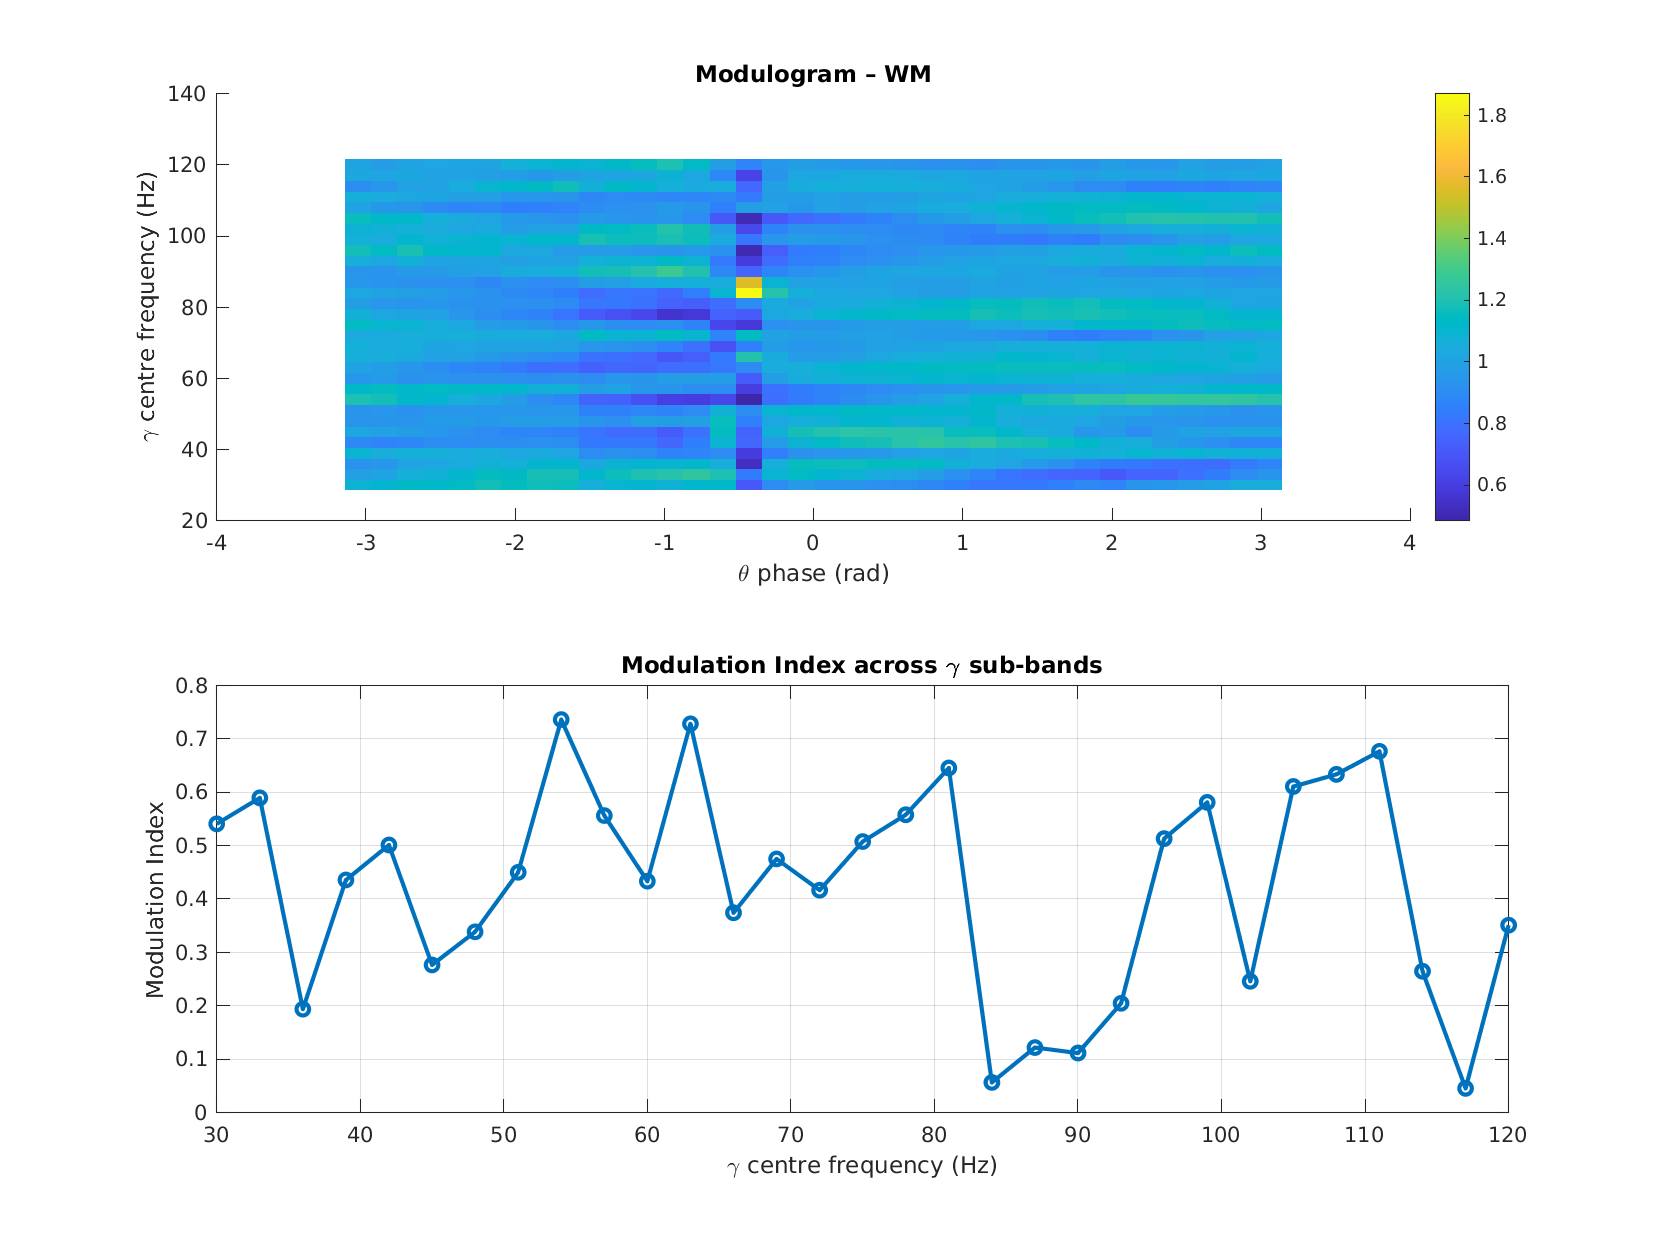 Modulogram – WM
γ centre frequency (Hz)
140
120
100
80
60
40
20
-4 -3 -2 -1 0 1 2 3 4
θ phase (rad)
1.8
1.6
1.4
1.2
1
0.8
0.6
Modulation Index across γ sub-bands
Modulation Index
0.8
0.7
0.6
0.5
0.4
0.3
0.2
0.1
0
30 40 50 60 70 80 90 100 110 120
γ centre frequency (Hz)